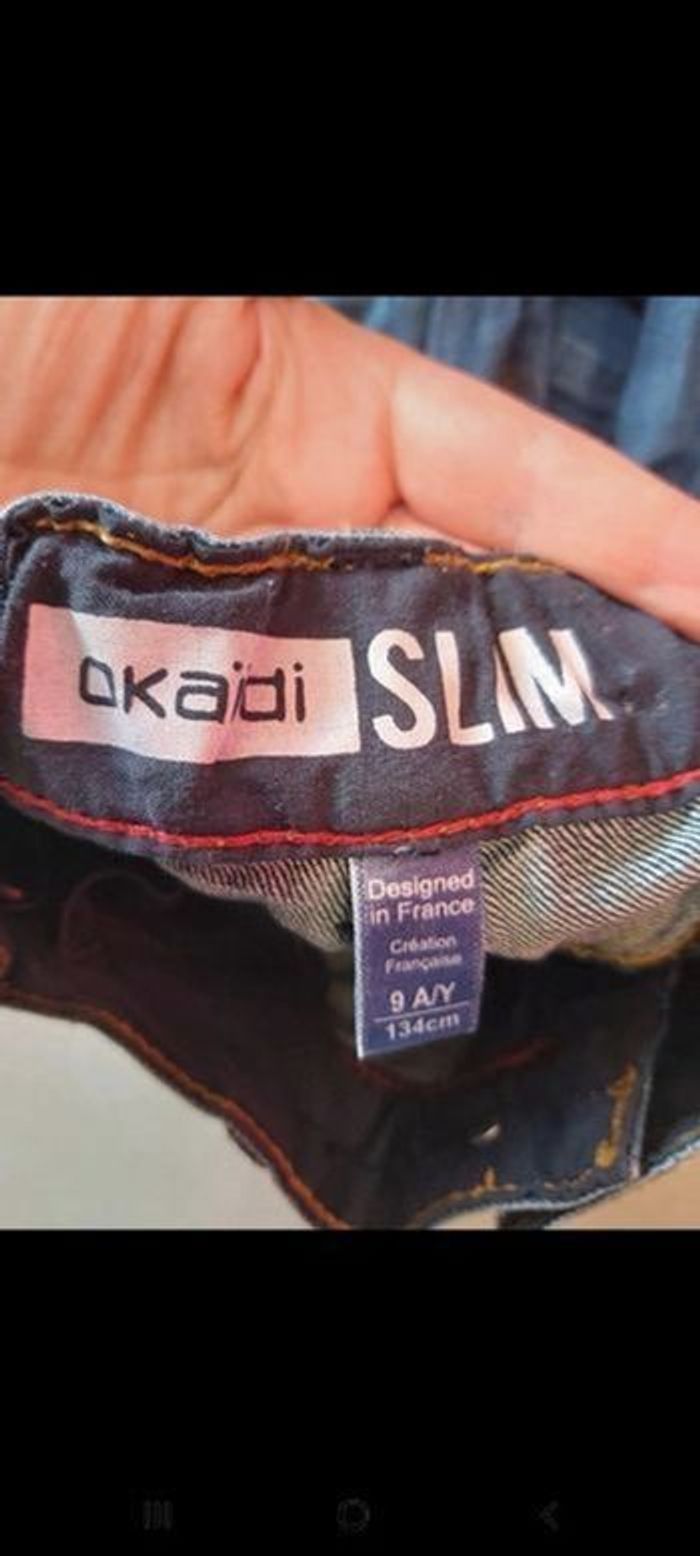 okaïdi SLIM
Designed
in France
Création
Française
9 A/Y
134cm